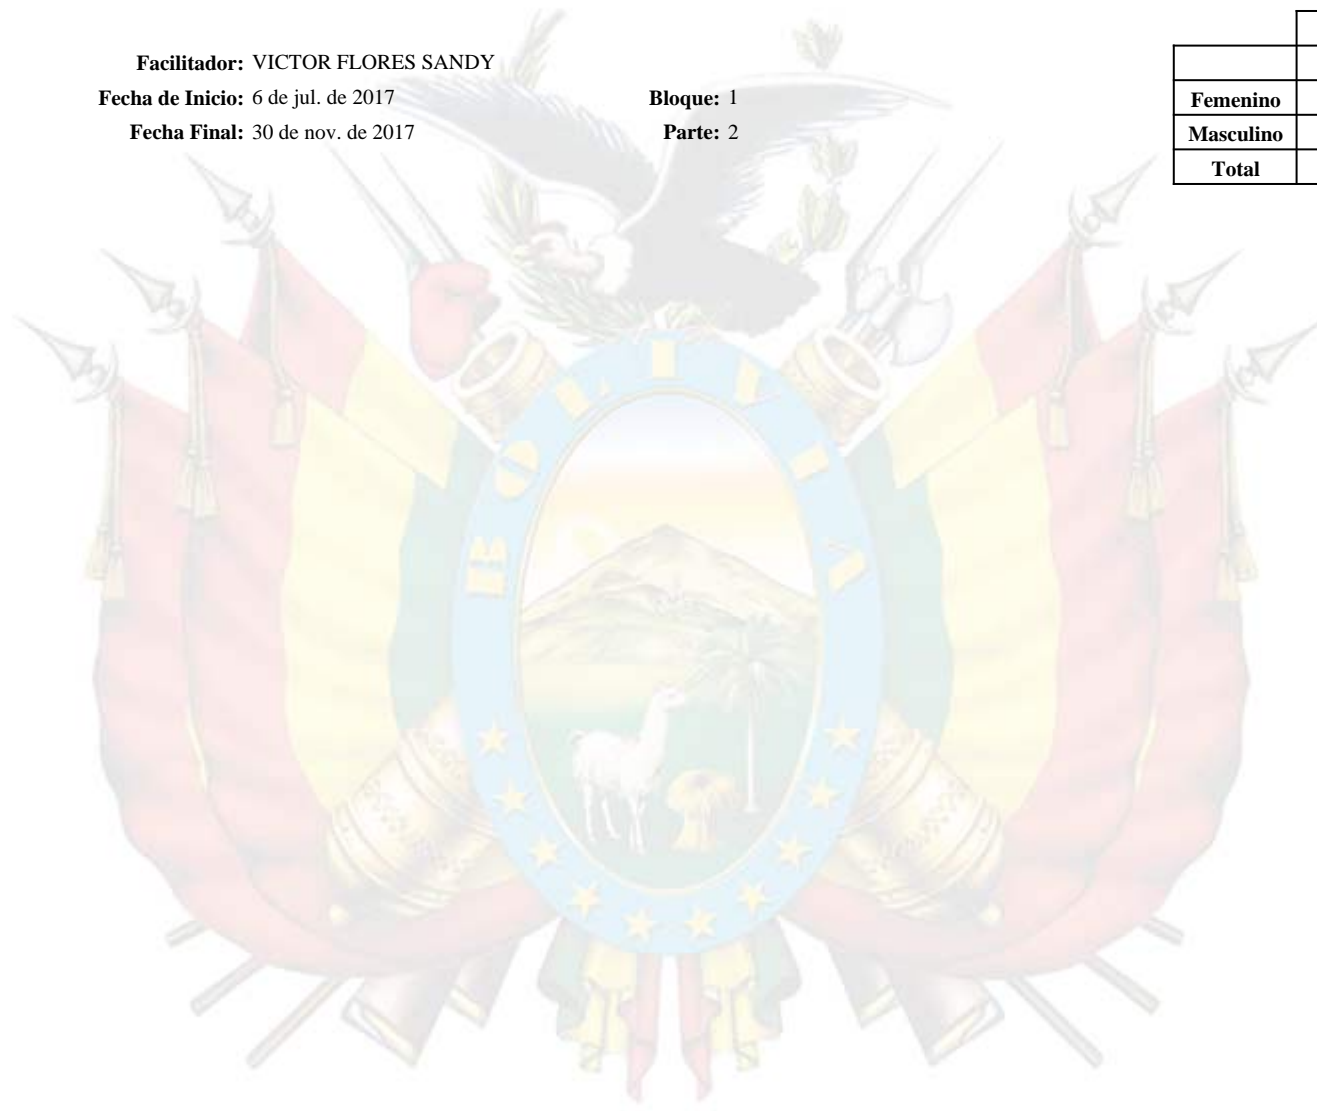 Facilitador: VICTOR FLORES SANDY
Fecha de Inicio: 6 de jul. de 2017 Bloque: 1
Fecha Final: 30 de nov. de 2017 Parte: 2
Femenino
Masculino
Total
BOLIVIA